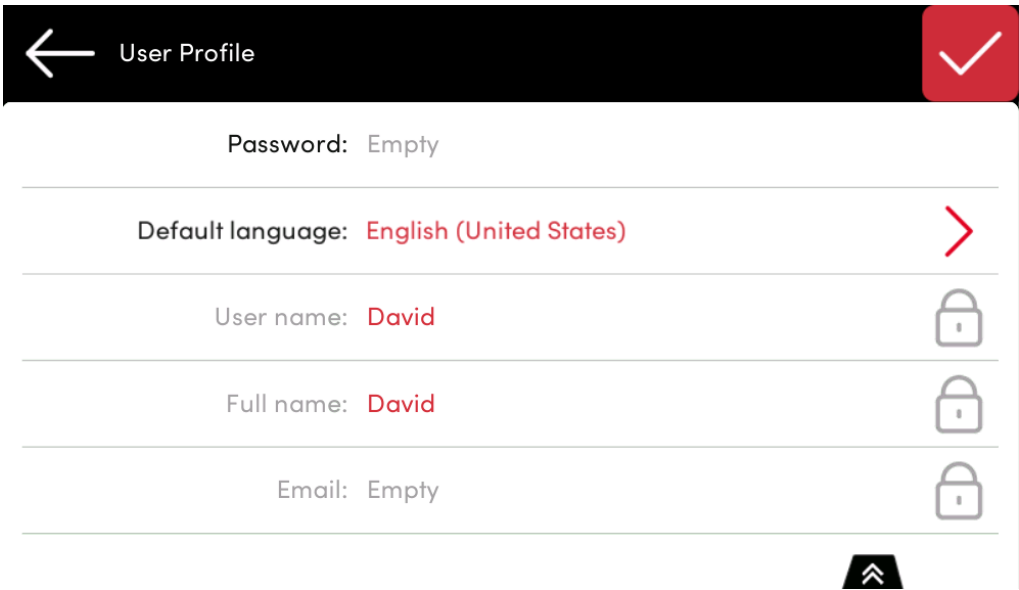 User Profile
Password: Empty
Default language: English (United States)
User name: David
Full name: David
Email: Empty